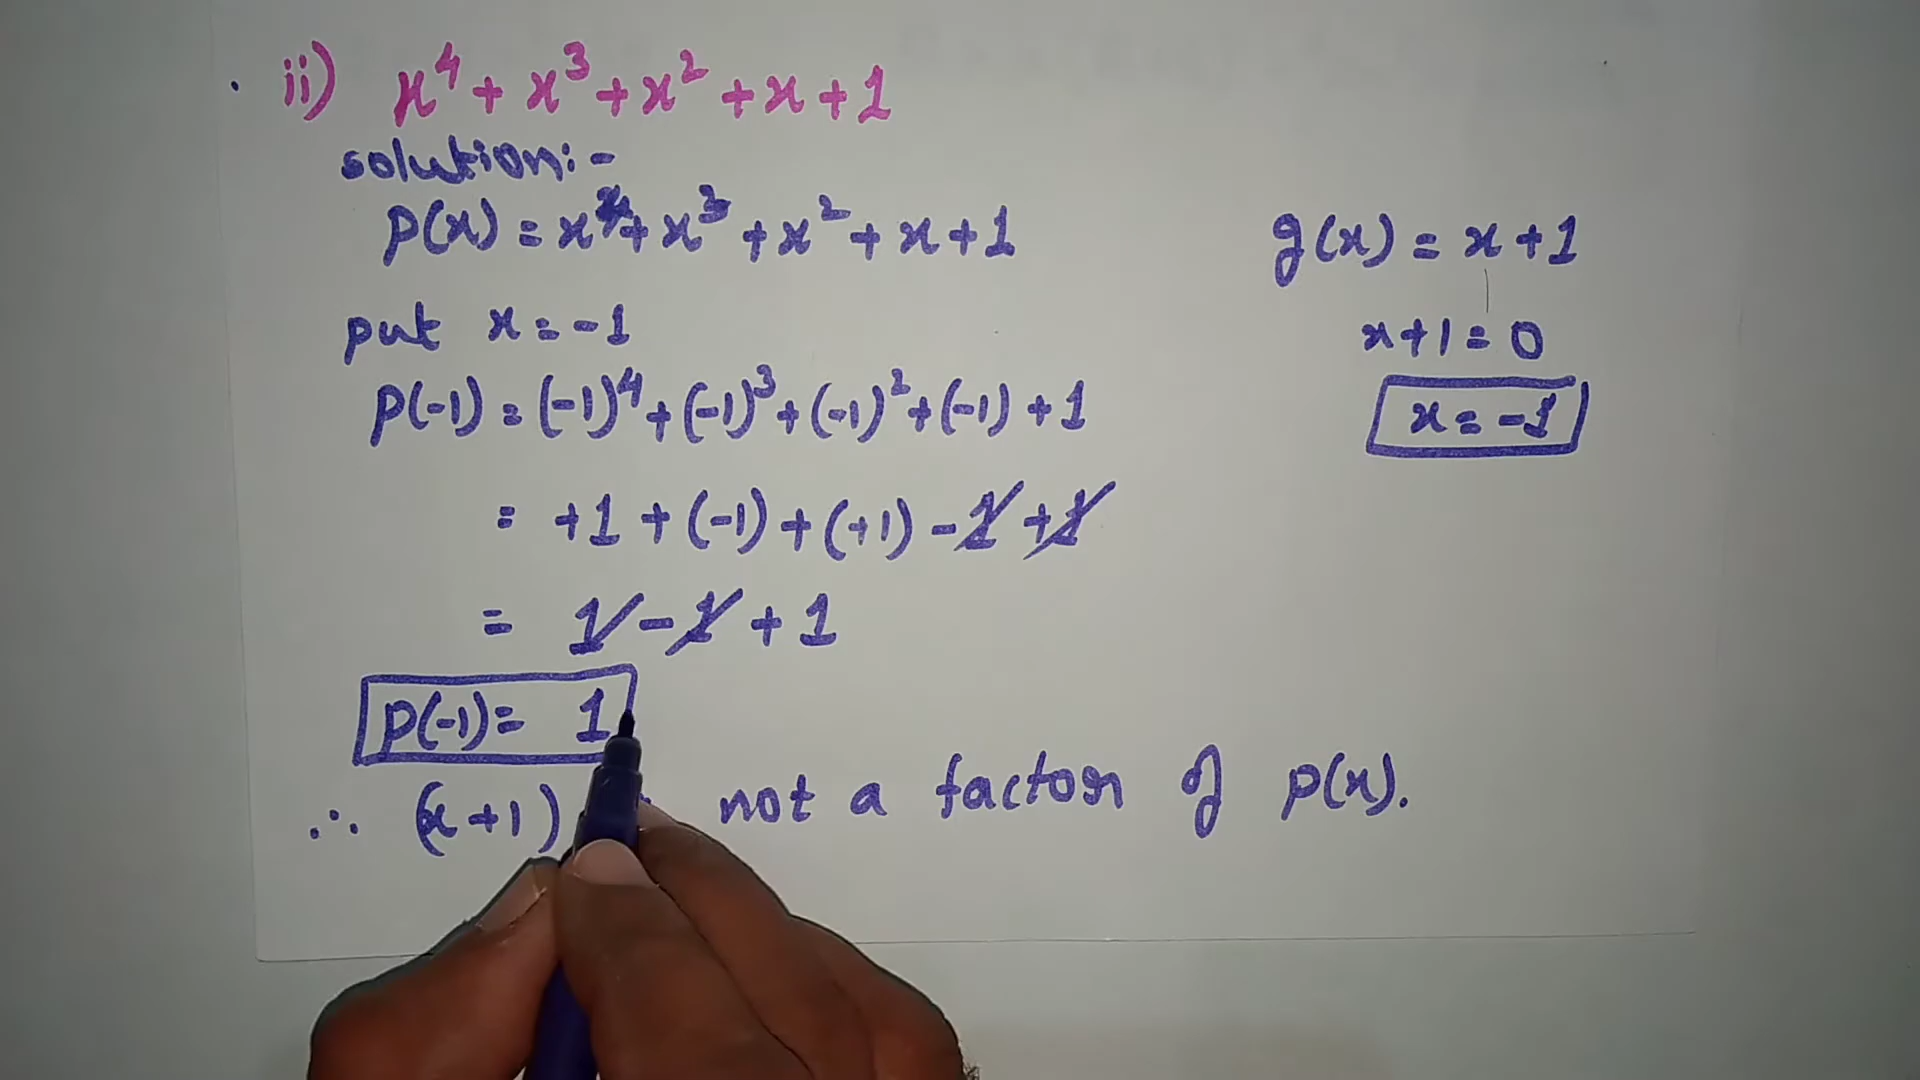 ii) x⁴ + x³ + x² + x + 1
solution:-
p(x) = x⁴ + x³ + x² + x + 1
put x = -1
p(-1) = (-1)⁴ + (-1)³ + (-1)² + (-1) + 1
= +1 + (-1) + (+1) - 1 + 1
= 1 - 1 + 1
p(-1) = 1
∴ (x+1) not a factor of p(x).
g(x) = x + 1
x + 1 = 0
x = -1